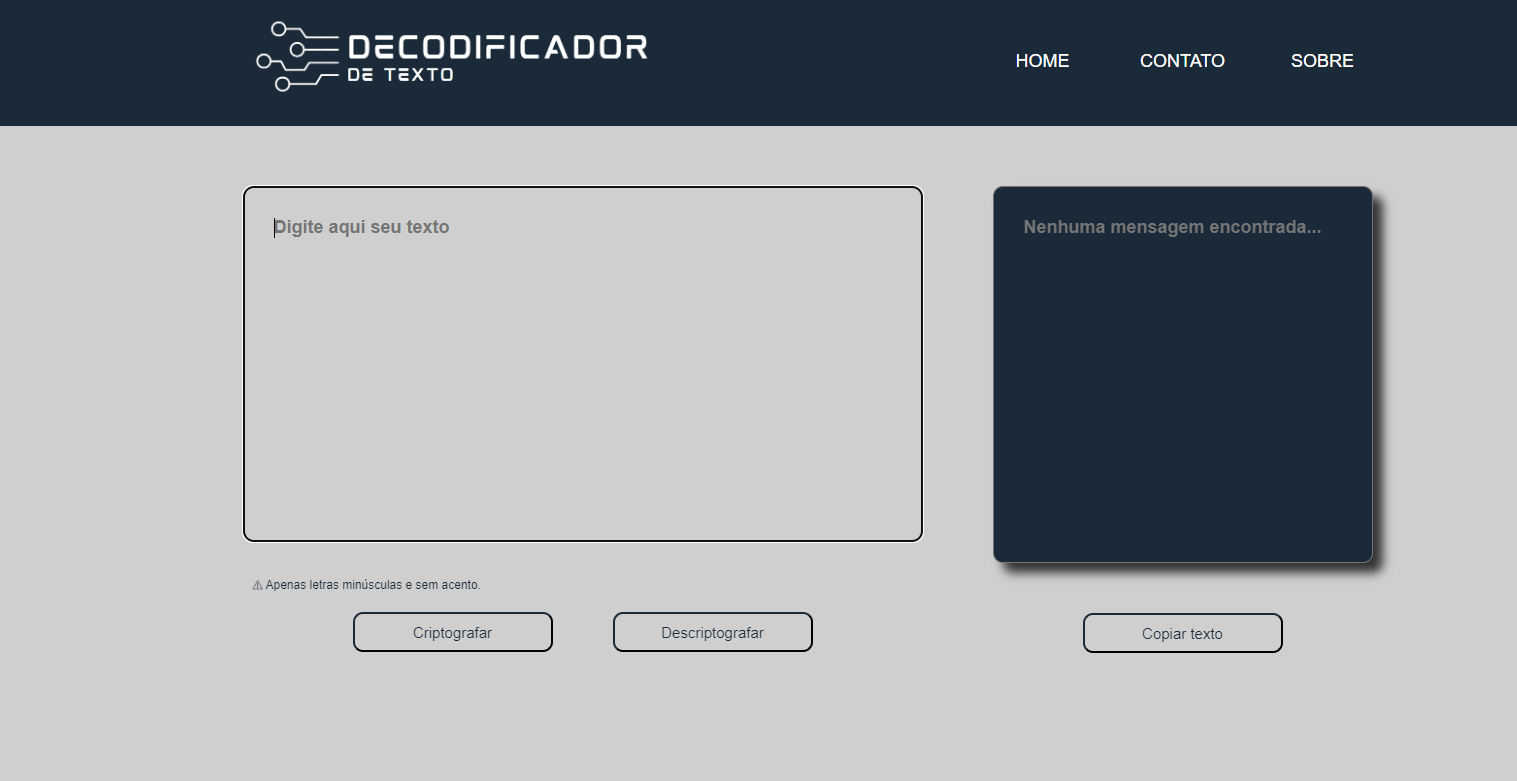 DECODIFICADOR
DE TEXTO
HOME CONTATO SOBRE
Digite aqui seu texto
Nenhuma mensagem encontrada...
⚠ Apenas letras minúsculas e sem acento.
Criptografar Descriptografar Copiar texto